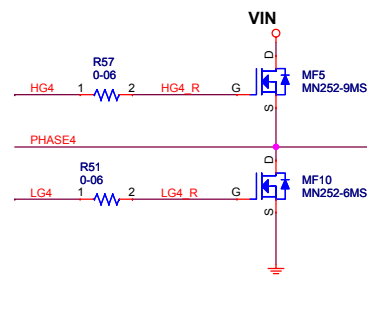 VIN
R57
0-06
D
MF5
MN252-9MS
HG4 1 2 HG4_R G
S
PHASE4
R51
0-06
D
MF10
MN252-6MS
LG4 1 2 LG4_R G
S